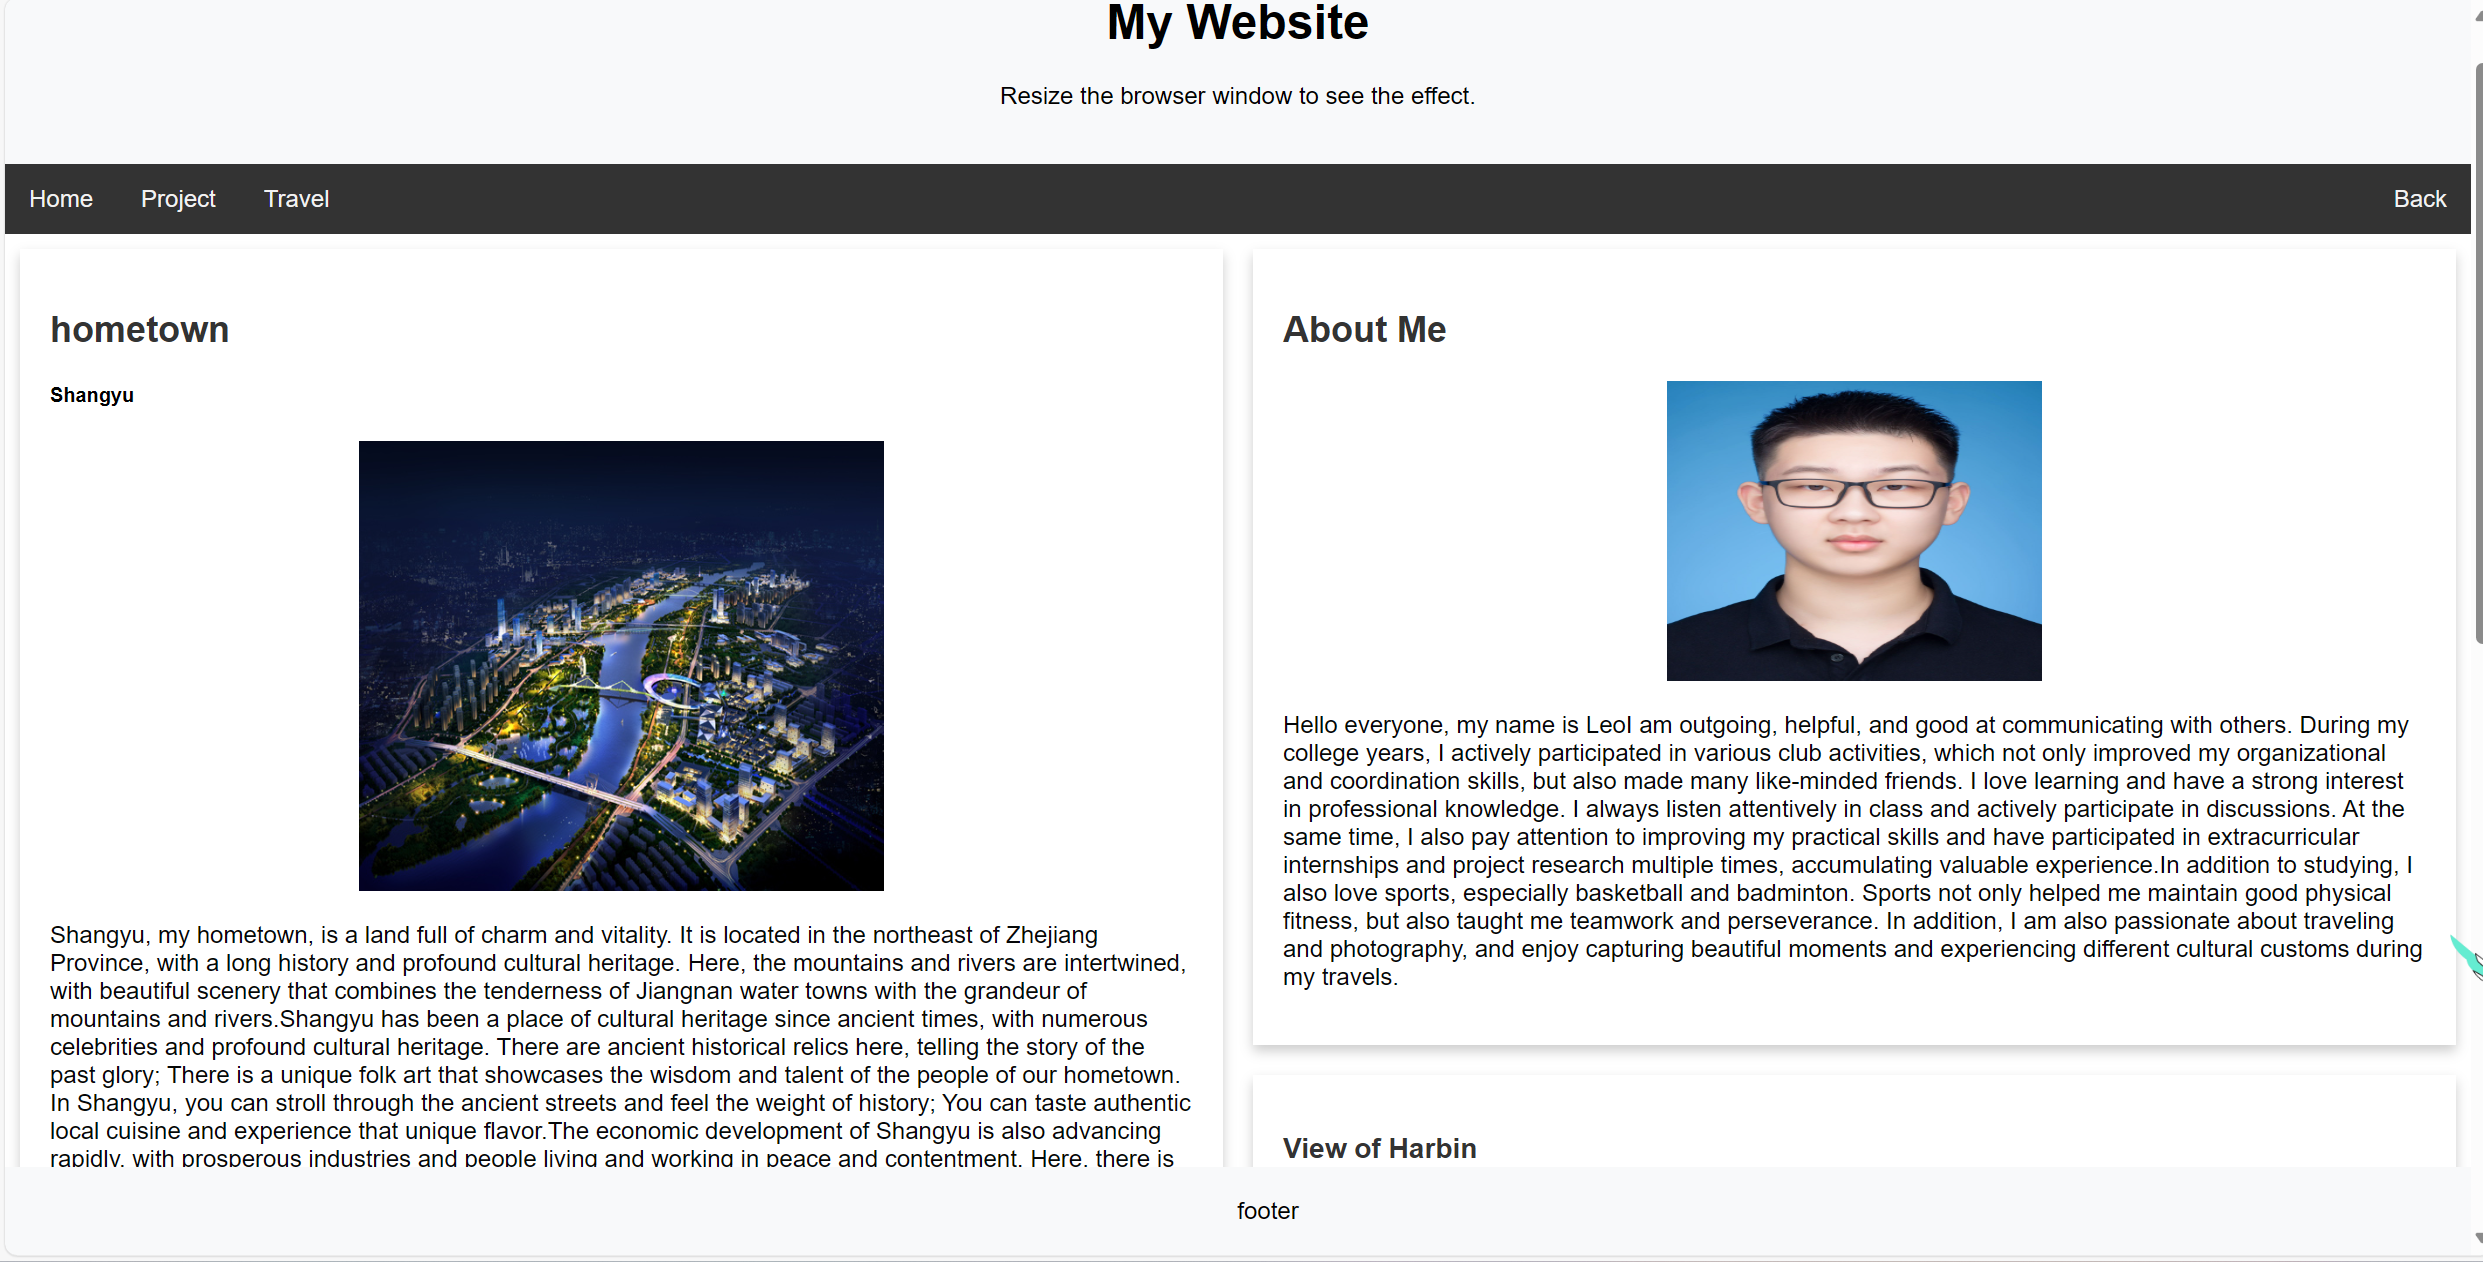 My Website
Resize the browser window to see the effect.
Home Project Travel Back
hometown
Shangyu
Shangyu, my hometown, is a land full of charm and vitality. It is located in the northeast of Zhejiang
Province, with a long history and profound cultural heritage. Here, the mountains and rivers are intertwined,
with beautiful scenery that combines the tenderness of Jiangnan water towns with the grandeur of
mountains and rivers.Shangyu has been a place of cultural heritage since ancient times, with numerous
celebrities and profound cultural heritage. There are ancient historical relics here, telling the story of the
past glory; There is a unique folk art that showcases the wisdom and talent of the people of our hometown.
In Shangyu, you can stroll through the ancient streets and feel the weight of history; You can taste authentic
local cuisine and experience that unique flavor.The economic development of Shangyu is also advancing
rapidly, with prosperous industries and people living and working in peace and contentment. Here, there is
About Me
Hello everyone, my name is LeoI am outgoing, helpful, and good at communicating with others. During my
college years, I actively participated in various club activities, which not only improved my organizational
and coordination skills, but also made many like-minded friends. I love learning and have a strong interest
in professional knowledge. I always listen attentively in class and actively participate in discussions. At the
same time, I also pay attention to improving my practical skills and have participated in extracurricular
internships and project research multiple times, accumulating valuable experience.In addition to studying, I
also love sports, especially basketball and badminton. Sports not only helped me maintain good physical
fitness, but also taught me teamwork and perseverance. In addition, I am also passionate about traveling
and photography, and enjoy capturing beautiful moments and experiencing different cultural customs during
my travels.
View of Harbin
footer